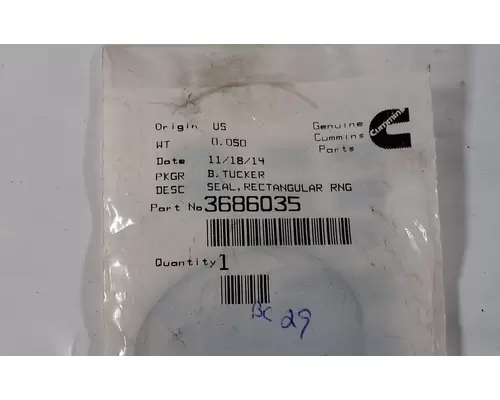 Origin US
WT 0.050
Date 11/18/14
PKGR B.TUCKER
DESC SEAL,RECTANGULAR RNG
Part No 3686035
Quantity 1
Genuine
Cummins
Parts
Cummins
BC 29